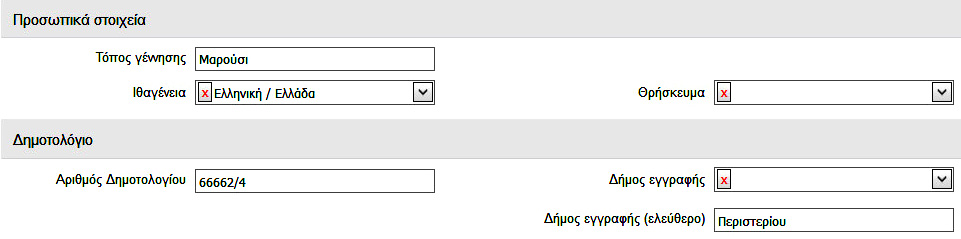 Προσωπικά στοιχεία
Τόπος γέννησης Μαρούσι
Ιθαγένεια x Ελληνική / Ελλάδα Θρήσκευμα x
Δημοτολόγιο
Αριθμός Δημοτολογίου 66662/4 Δήμος εγγραφής x
Δήμος εγγραφής (ελεύθερο) Περιστερίου